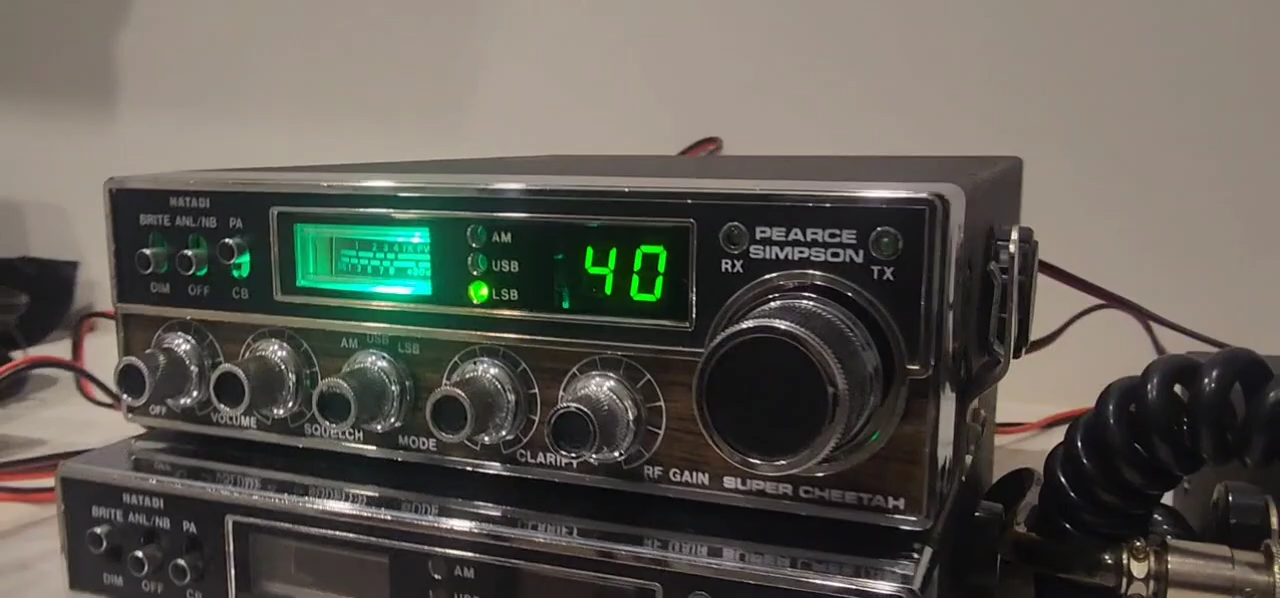 HATADI
BRITE ANL/NB PA
DIM OFF CB
AM
USB
LSB
40
PEARCE
SIMPSON
RX TX
AM USB LSB
OFF
VOLUME
SQUELCH
MODE
CLARIFY
RF GAIN
SUPER CHEETAH
HATADI
BRITE ANL/NB PA
DIM OFF
AM